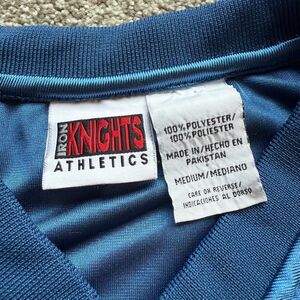 IRON
KNIGHTS
ATHLETICS
100% POLYESTER/
100% POLIESTER
MADE IN/HECHO EN
PAKISTAN
MEDIUM/MEDIANO
CARE ON REVERSE/
INDICACIONES AL DORSO